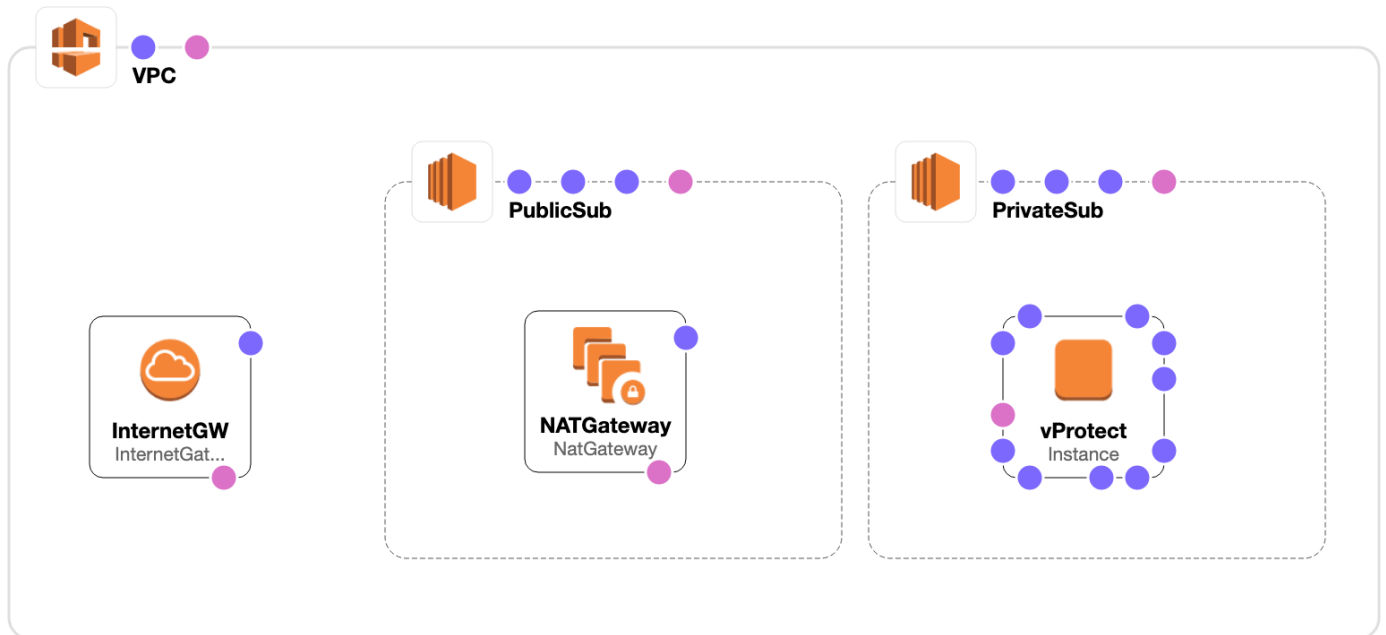 VPC
PublicSub
PrivateSub
InternetGW
InternetGat...
NATGateway
NatGateway
vProtect
Instance